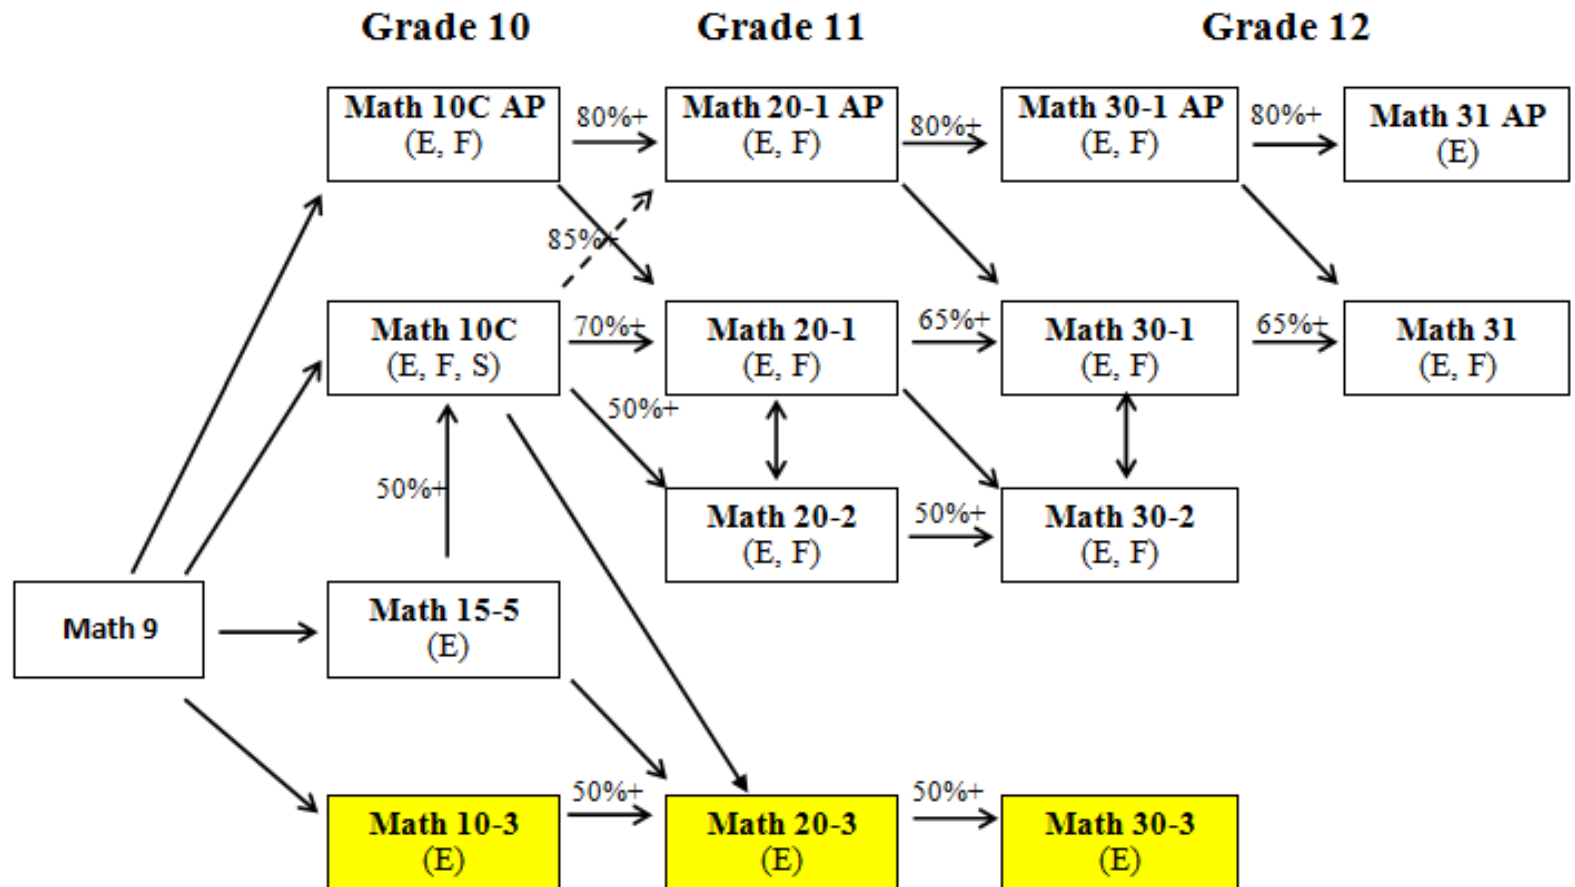 Grade 10
Grade 11
Grade 12
Math 10C AP
(E, F)
80%+
Math 20-1 AP
(E, F)
80%+
Math 30-1 AP
(E, F)
80%+
Math 31 AP
(E)
85%+
Math 10C
(E, F, S)
70%+
Math 20-1
(E, F)
65%+
Math 30-1
(E, F)
65%+
Math 31
(E, F)
50%+
50%+
Math 20-2
(E, F)
50%+
Math 30-2
(E, F)
Math 9
Math 15-5
(E)
Math 10-3
(E)
50%+
Math 20-3
(E)
50%+
Math 30-3
(E)